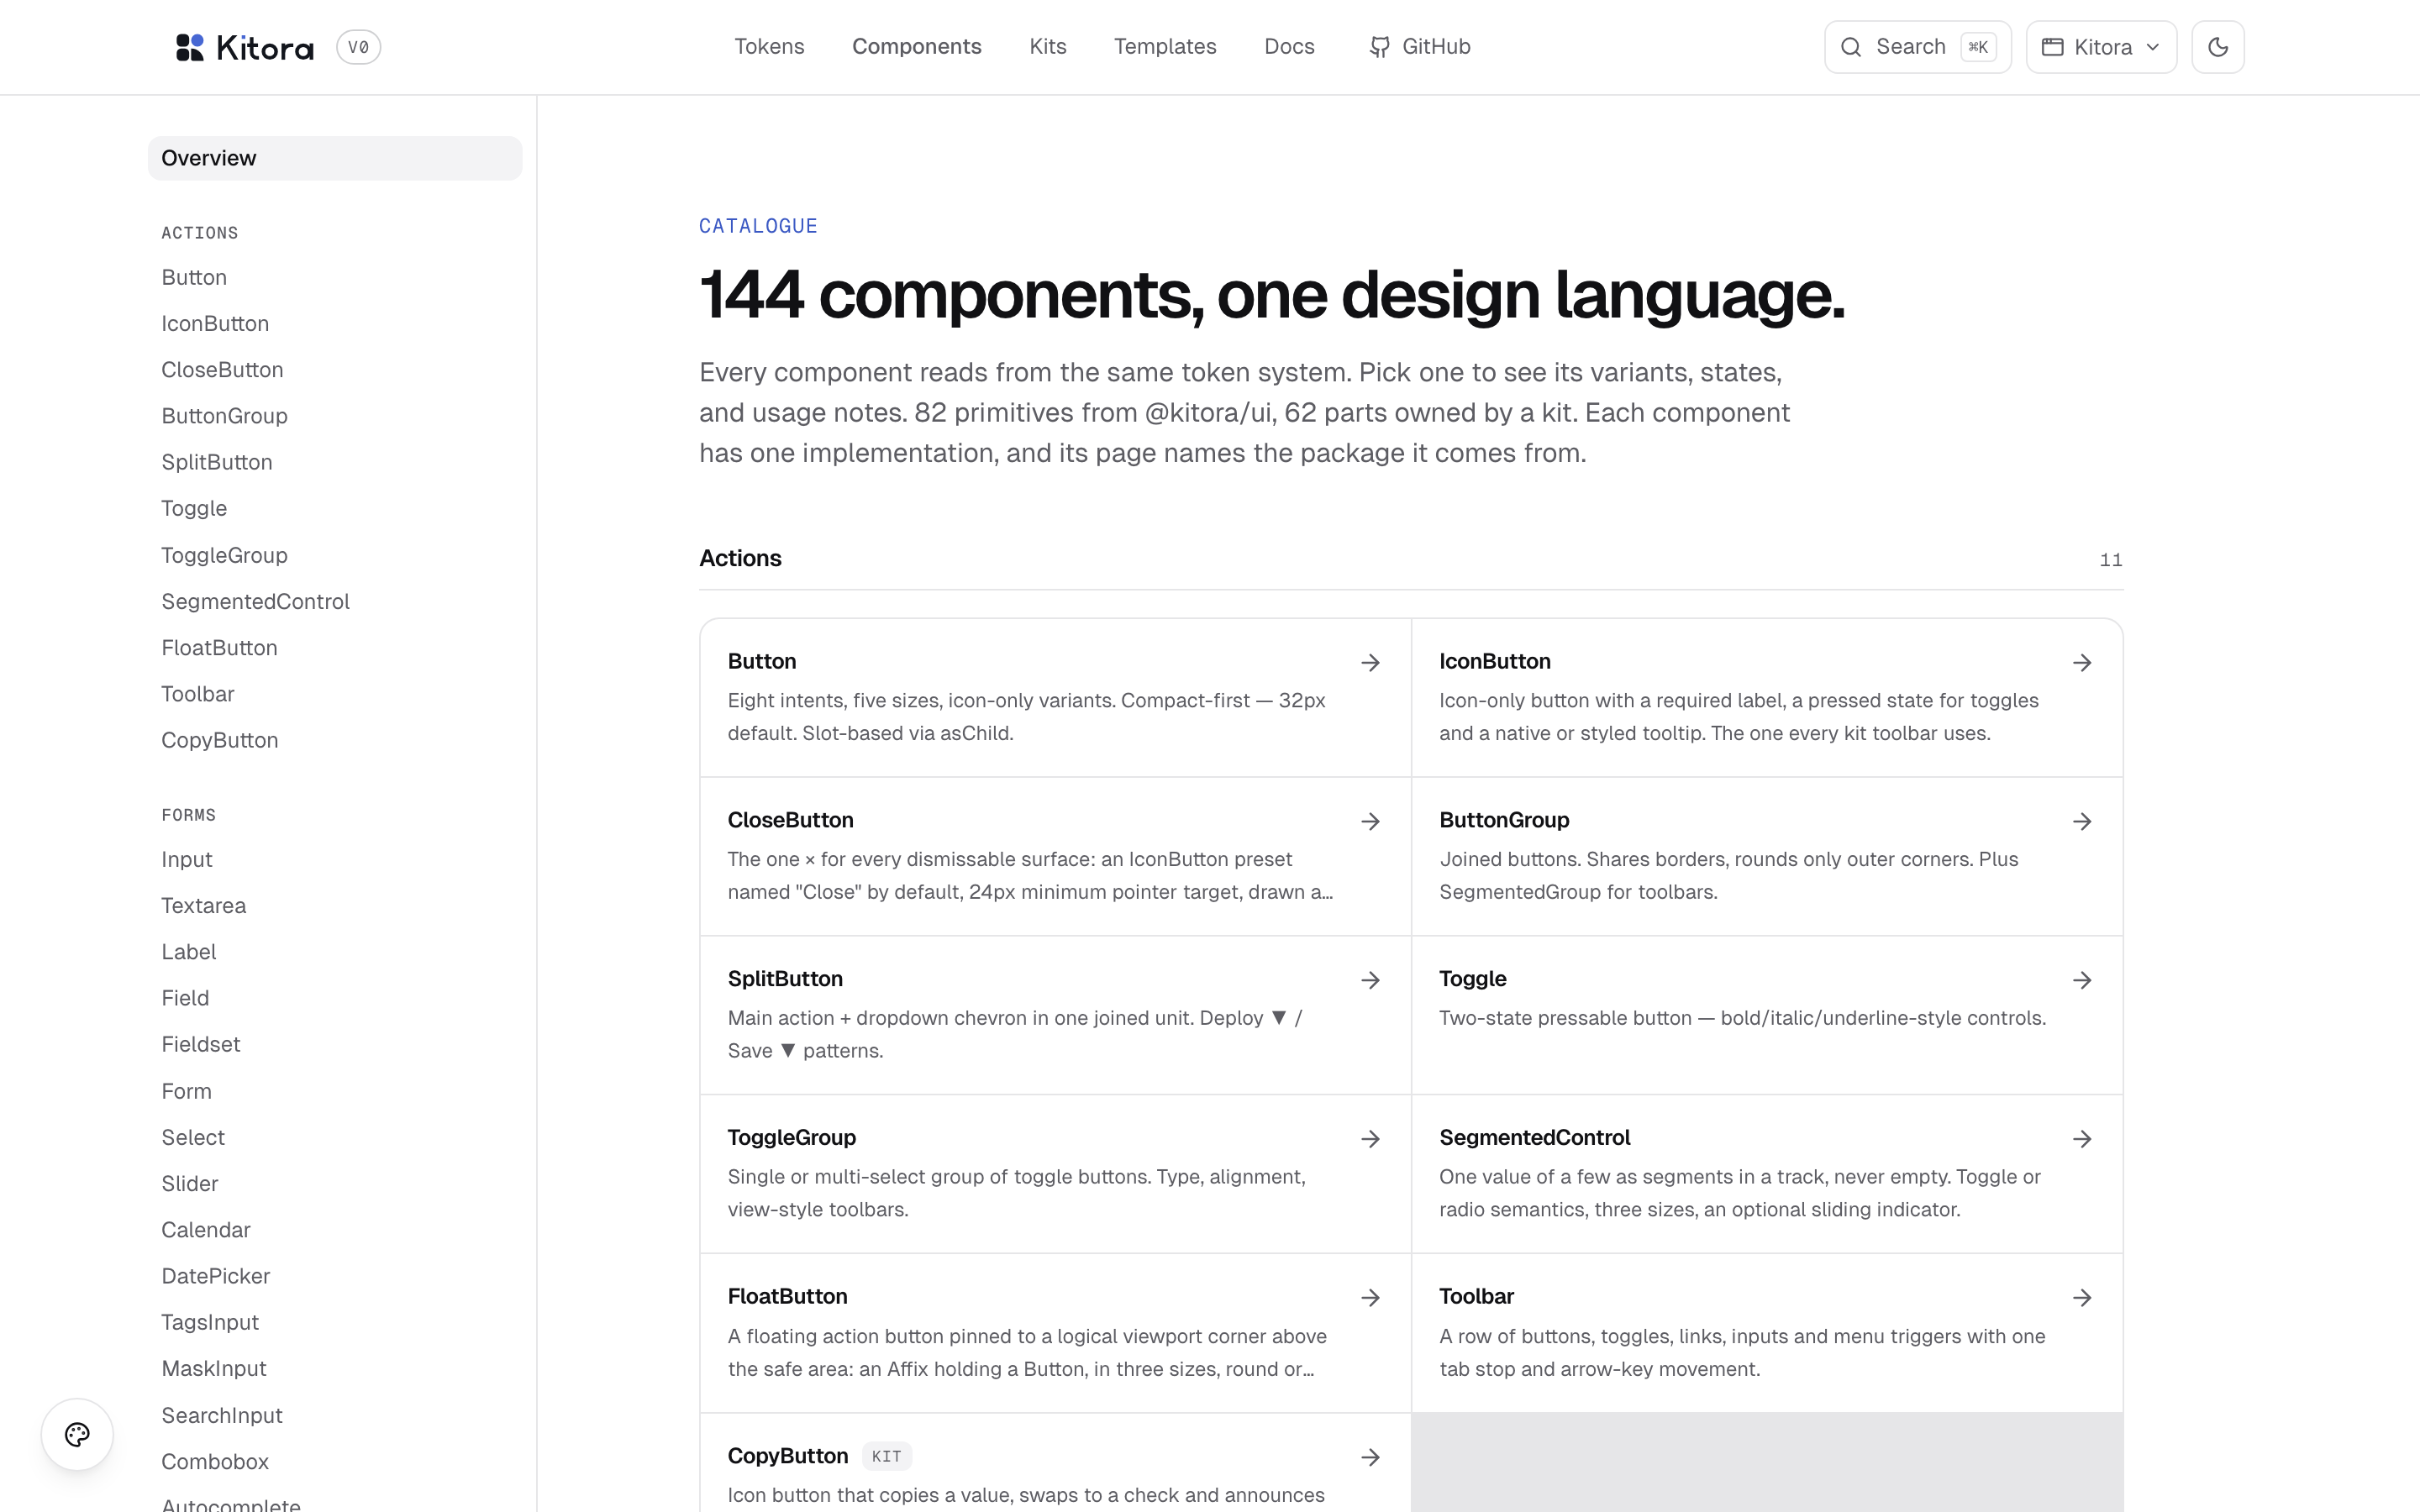 Kitora V0
Tokens Components Kits Templates Docs GitHub
Search ⌘K Kitora
Overview
ACTIONS
Button
IconButton
CloseButton
ButtonGroup
SplitButton
Toggle
ToggleGroup
SegmentedControl
FloatButton
Toolbar
CopyButton
FORMS
Input
Textarea
Label
Field
Fieldset
Form
Select
Slider
Calendar
DatePicker
TagsInput
MaskInput
SearchInput
Combobox
Autocomplete
CATALOGUE
144 components, one design language.
Every component reads from the same token system. Pick one to see its variants, states,
and usage notes. 82 primitives from @kitora/ui, 62 parts owned by a kit. Each component
has one implementation, and its page names the package it comes from.
Actions 11
Button
Eight intents, five sizes, icon-only variants. Compact-first — 32px
default. Slot-based via asChild.
IconButton
Icon-only button with a required label, a pressed state for toggles
and a native or styled tooltip. The one every kit toolbar uses.
CloseButton
The one × for every dismissable surface: an IconButton preset
named "Close" by default, 24px minimum pointer target, drawn a…
ButtonGroup
Joined buttons. Shares borders, rounds only outer corners. Plus
SegmentedGroup for toolbars.
SplitButton
Main action + dropdown chevron in one joined unit. Deploy ▼ /
Save ▼ patterns.
Toggle
Two-state pressable button — bold/italic/underline-style controls.
ToggleGroup
Single or multi-select group of toggle buttons. Type, alignment,
view-style toolbars.
SegmentedControl
One value of a few as segments in a track, never empty. Toggle or
radio semantics, three sizes, an optional sliding indicator.
FloatButton
A floating action button pinned to a logical viewport corner above
the safe area: an Affix holding a Button, in three sizes, round or…
Toolbar
A row of buttons, toggles, links, inputs and menu triggers with one
tab stop and arrow-key movement.
CopyButton KIT
Icon button that copies a value, swaps to a check and announces